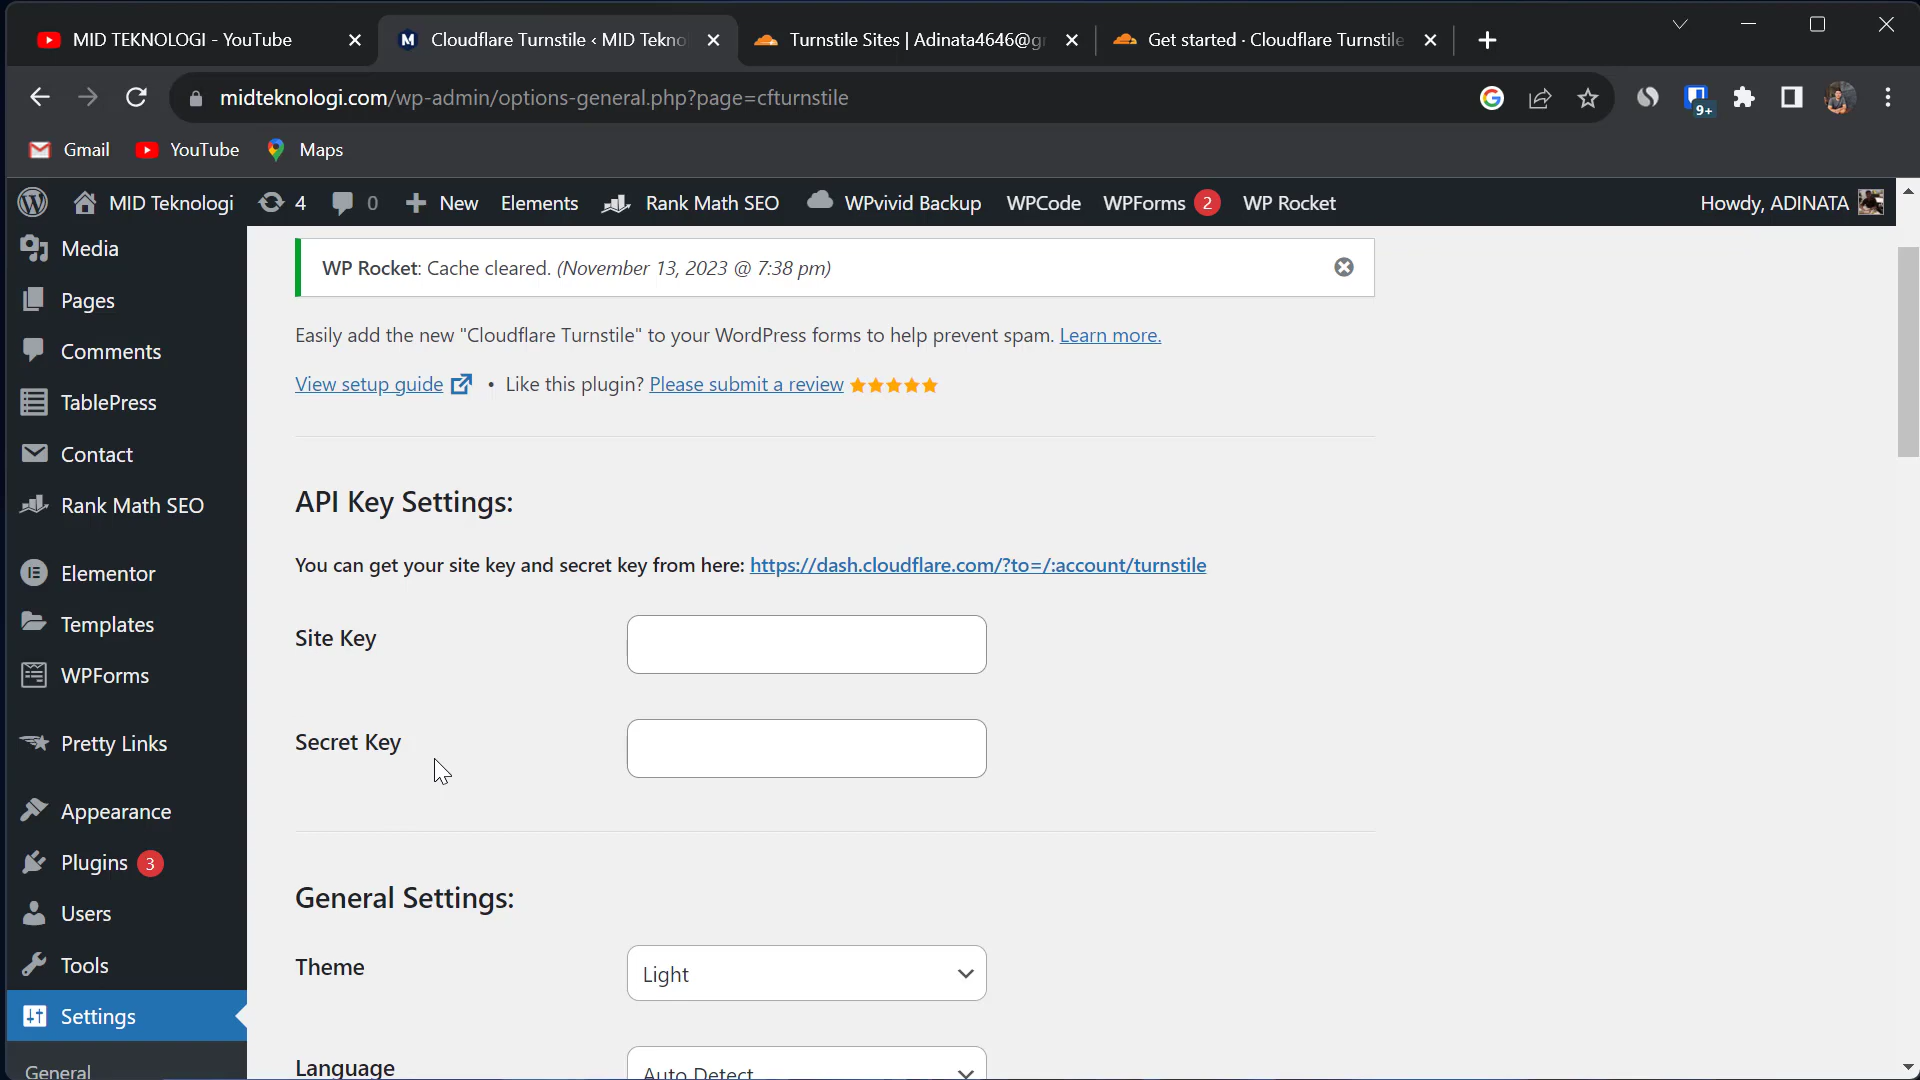 MID TEKNOLOGI - YouTube
Cloudflare Turnstile ‹ MID Tekno
Turnstile Sites | Adinata4646@g
Get started · Cloudflare Turnstile
midteknologi.com/wp-admin/options-general.php?page=cfturnstile
9+
Gmail
YouTube
Maps
MID Teknologi
4
0
New
Elements
Rank Math SEO
WPvivid Backup
WPCode
WPForms 2
WP Rocket
Howdy, ADINATA
Media
Pages
Comments
TablePress
Contact
Rank Math SEO
Elementor
Templates
WPForms
Pretty Links
Appearance
Plugins 3
Users
Tools
Settings
General
WP Rocket: Cache cleared. (November 13, 2023 @ 7:38 pm)
Easily add the new "Cloudflare Turnstile" to your WordPress forms to help prevent spam. Learn more.
View setup guide • Like this plugin? Please submit a review
API Key Settings:
You can get your site key and secret key from here: https://dash.cloudflare.com/?to=/:account/turnstile
Site Key
Secret Key
General Settings:
Theme
Light
Language
Auto Detect